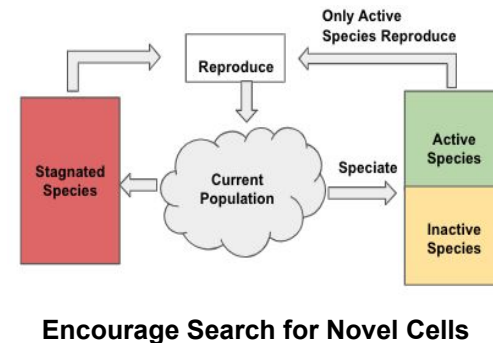 Only Active
Species Reproduce
Reproduce
Stagnated
Species
Current
Population
Speciate
Active
Species
Inactive
Species
Encourage Search for Novel Cells